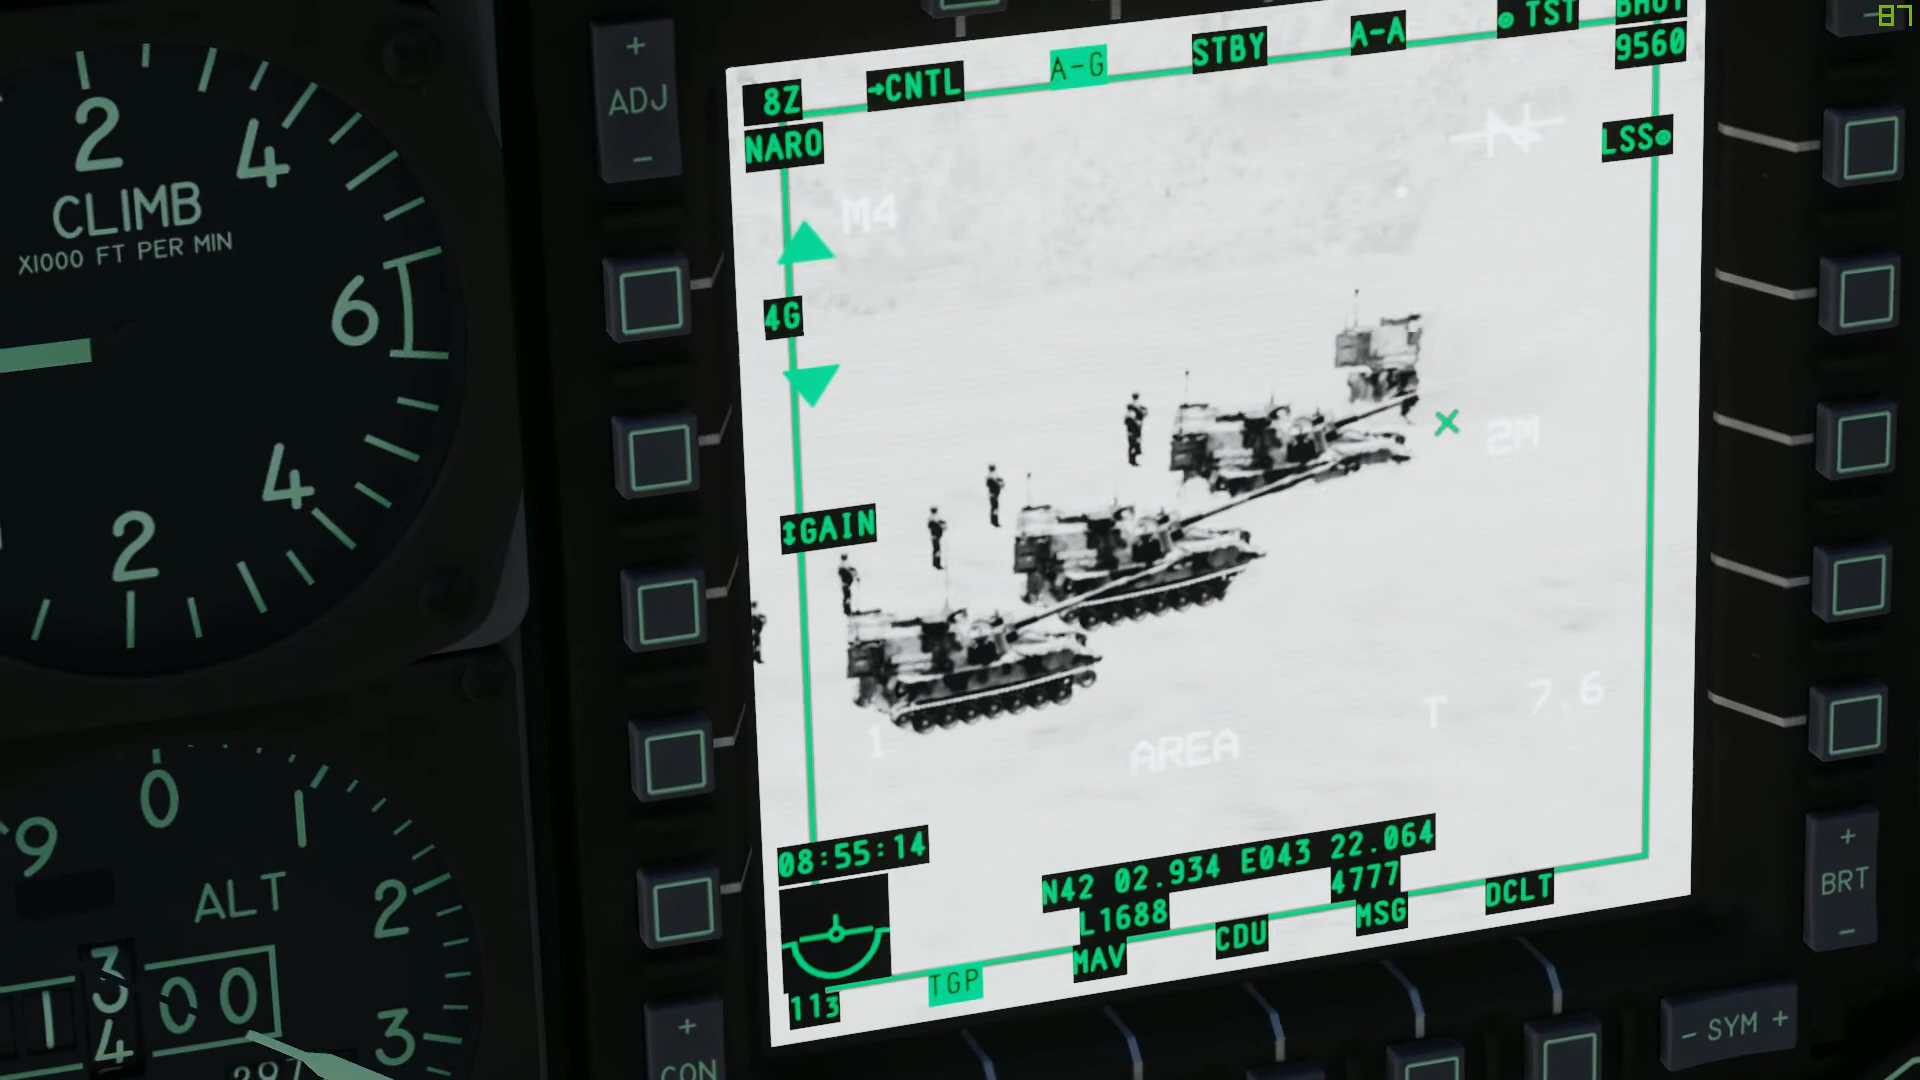 87
+
ADJ
-
8Z
→CNTL
A-G
STBY
A-A
TST
9560
NARO
LSS
2
4
CLIMB
X1000 FT PER MIN
6
4
2
M4
N
4G
2M
↕GAIN
T 7.6
1
AREA
08:55:14
N42 02.934 E043 22.064
4777
L1688
MAV
CDU
MSG
DCLT
TGP
113
0
1
9
ALT
2
3
1
3
4
00
+
CON
+
BRT
-
- SYM +